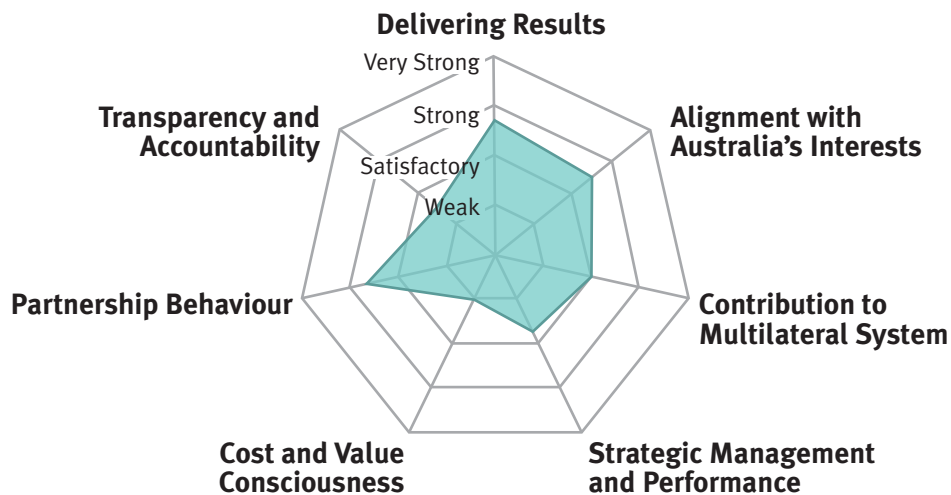 Delivering Results
Very Strong
Strong
Satisfactory
Weak
Alignment with
Australia’s Interests
Contribution to
Multilateral System
Strategic Management
and Performance
Cost and Value
Consciousness
Partnership Behaviour
Transparency and
Accountability